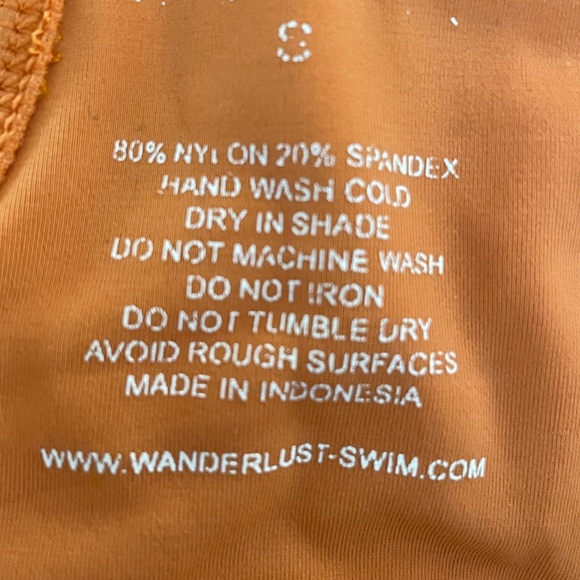 S
80% NYLON 20% SPANDEX
HAND WASH COLD
DRY IN SHADE
DO NOT MACHINE WASH
DO NOT IRON
DO NOT TUMBLE DRY
AVOID ROUGH SURFACES
MADE IN INDONESIA
WWW.WANDERLUST-SWIM.COM